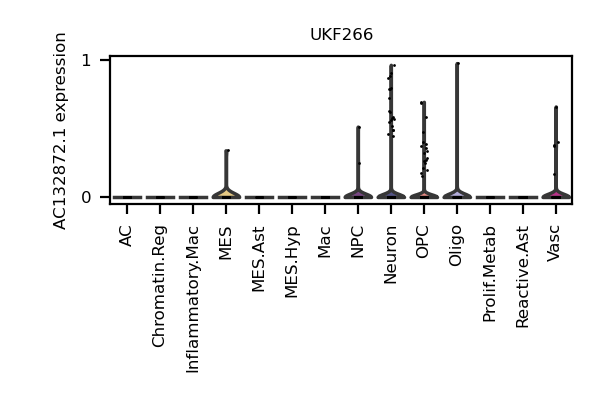 UKF266
AC132872.1 expression
1
0
AC
Chromatin.Reg
Inflammatory.Mac
MES
MES.Ast
MES.Hyp
Mac
NPC
Neuron
OPC
Oligo
Prolif.Metab
Reactive.Ast
Vasc